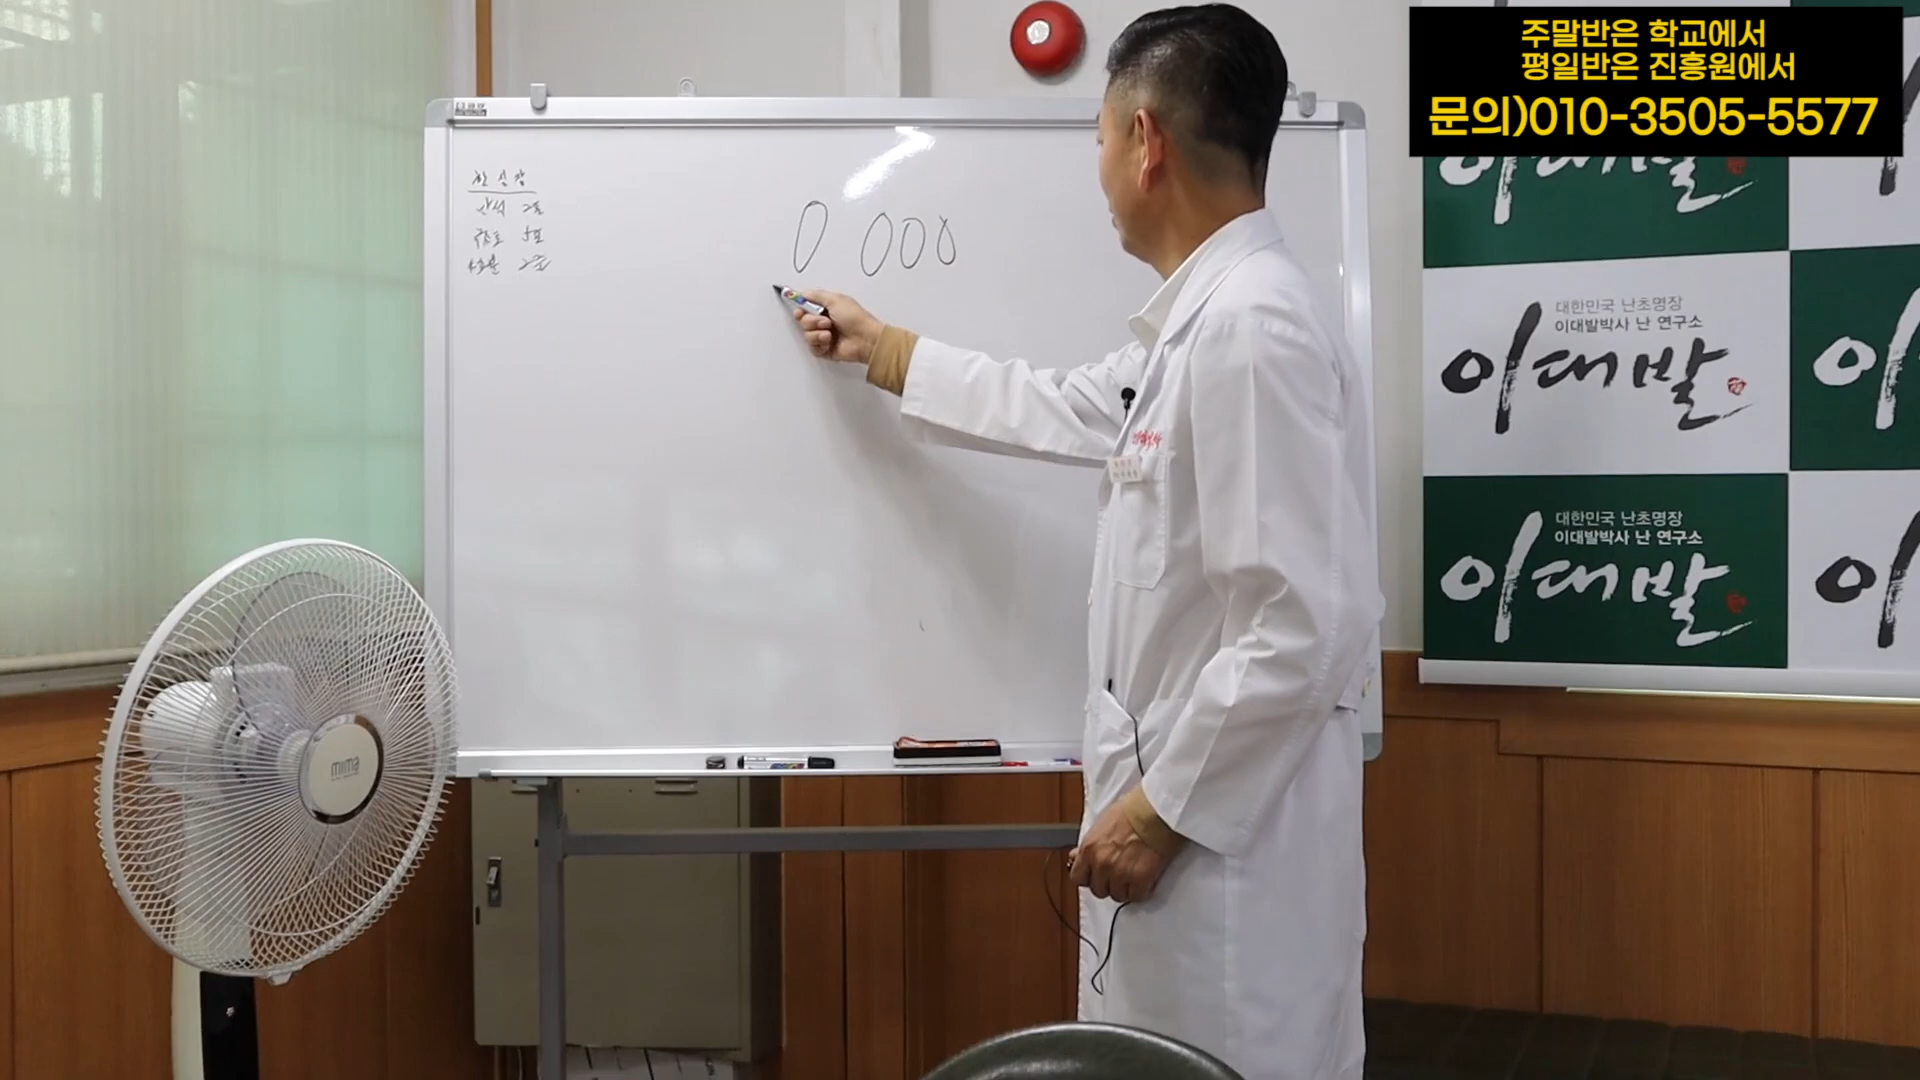 주말반은 학교에서
평일반은 진흥원에서
문의)010-3505-5577
0 000
이대발
대한민국 난초명장
이대발박사 난 연구소
이대발
대한민국 난초명장
이대발박사 난 연구소
이대발
mima